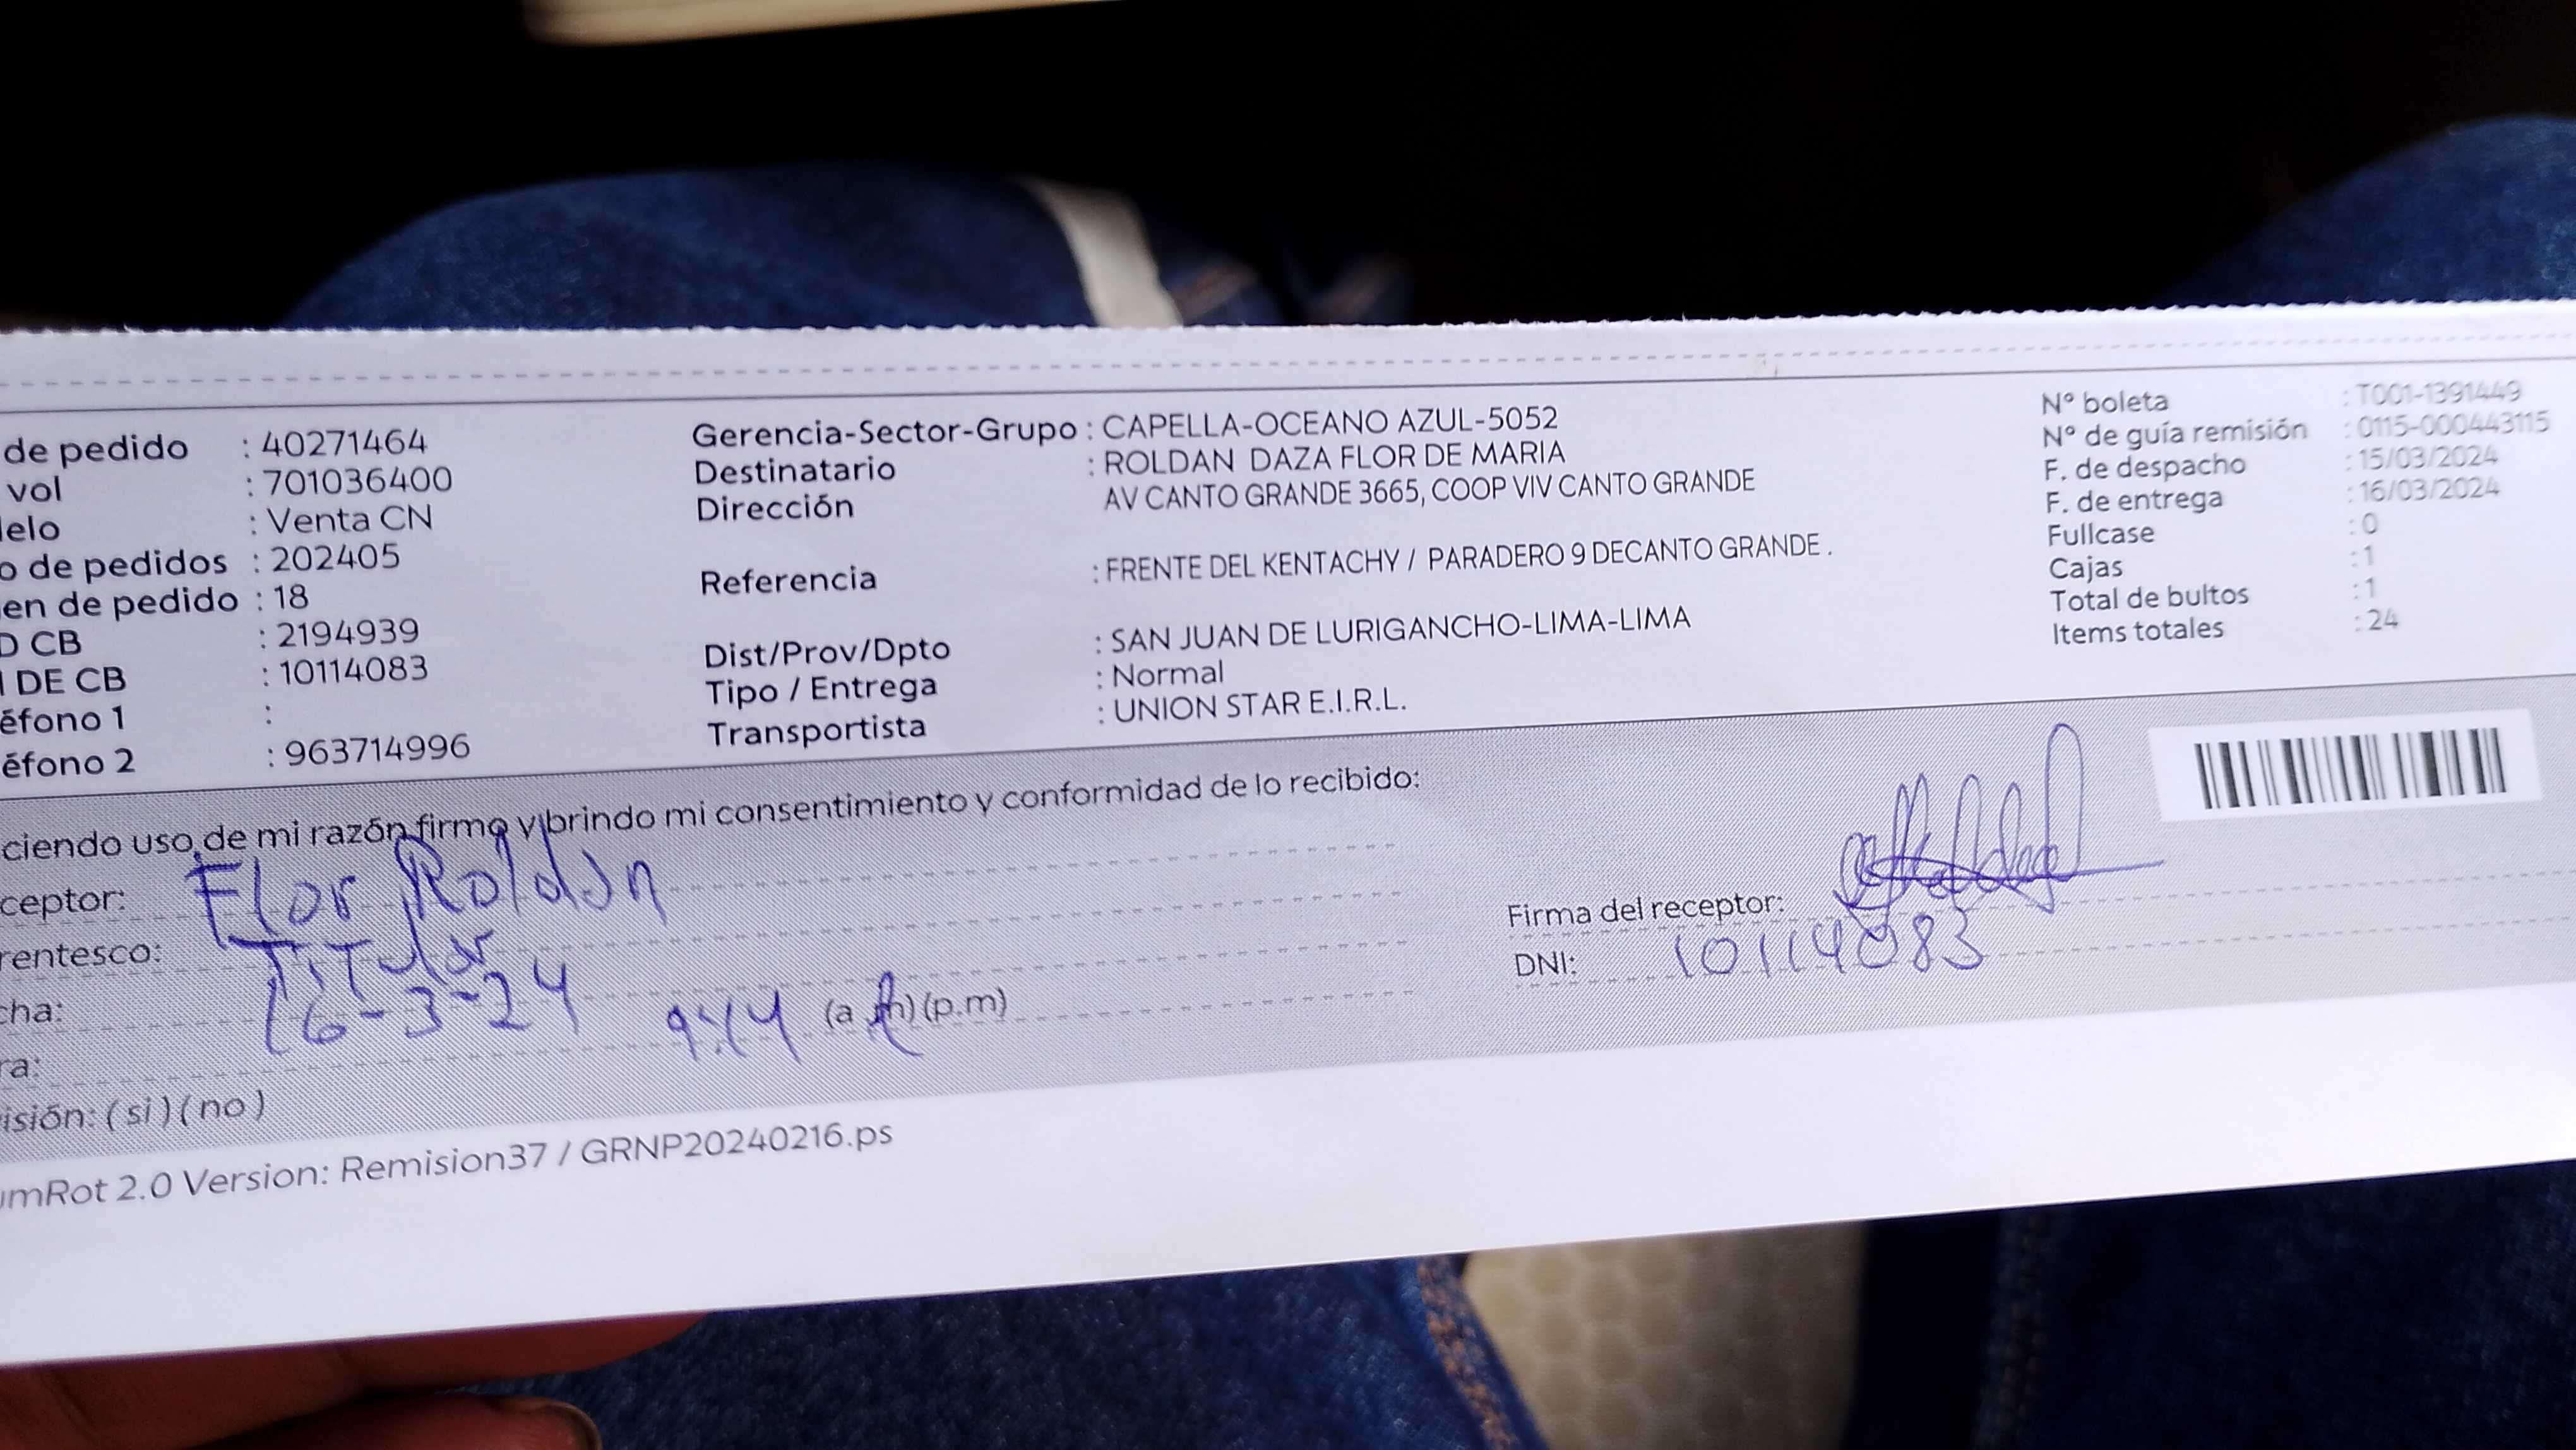 de pedido : 40271464
vol : 701036400
elo : Venta CN
o de pedidos : 202405
en de pedido : 18
D CB : 2194939
I DE CB : 10114083
éfono 1 :
éfono 2 : 963714996
Gerencia-Sector-Grupo : CAPELLA-OCEANO AZUL-5052
Destinatario : ROLDAN DAZA FLOR DE MARIA
Dirección AV CANTO GRANDE 3665, COOP VIV CANTO GRANDE
Referencia : FRENTE DEL KENTACHY / PARADERO 9 DECANTO GRANDE .
Dist/Prov/Dpto : SAN JUAN DE LURIGANCHO-LIMA-LIMA
Tipo / Entrega : Normal
Transportista : UNION STAR E.I.R.L.
Nº boleta : T001-1391449
Nº de guía remisión : 0115-000443115
F. de despacho : 15/03/2024
F. de entrega : 16/03/2024
Fullcase : 0
Cajas : 1
Total de bultos : 1
Items totales : 24
ciendo uso de mi razón firmo y brindo mi consentimiento y conformidad de lo recibido:
ceptor: Flor Roldan
rentesco: Titular
cha: 16-3-24
ra: (a.m)(p.m)
isión: (si)(no)
Firma del receptor:
DNI: 10114083
umRot 2.0 Version: Remision37 / GRNP20240216.ps